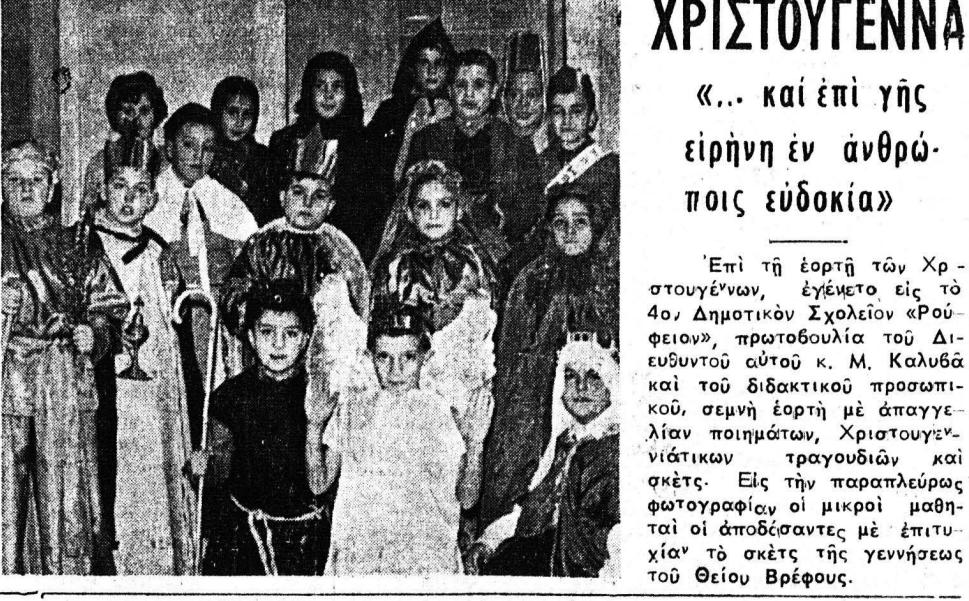 ΧΡΙΣΤΟΥΓΕΝΝΑ
«... καί ἐπὶ γῆς
εἰρήνη ἐν ἀνθρώ-
ποις εὐδοκία»
Ἐπὶ τῇ ἑορτῇ τῶν Χρ -
στουγέννων, ἐγένετο εἰς τὸ
4ον Δημοτικὸν Σχολεῖον «Ρού-
φειον», πρωτοβουλία τοῦ Δι-
ευθυντοῦ αὐτοῦ κ. Μ. Καλυβᾶ
καὶ τοῦ διδακτικοῦ προσωπι-
κοῦ, σεμνὴ ἑορτὴ μὲ ἀπαγγε-
λίαν ποιημάτων, Χριστουγεν-
νιάτικων τραγουδιῶν καὶ
σκέτς. Εἰς τὴν παραπλεύρως
φωτογραφίαν οἱ μικροὶ μαθη-
ταὶ οἱ ἀποδώσαντες μὲ ἐπιτυ-
χίαν τὸ σκέτς τῆς γεννήσεως
τοῦ Θείου Βρέφους.